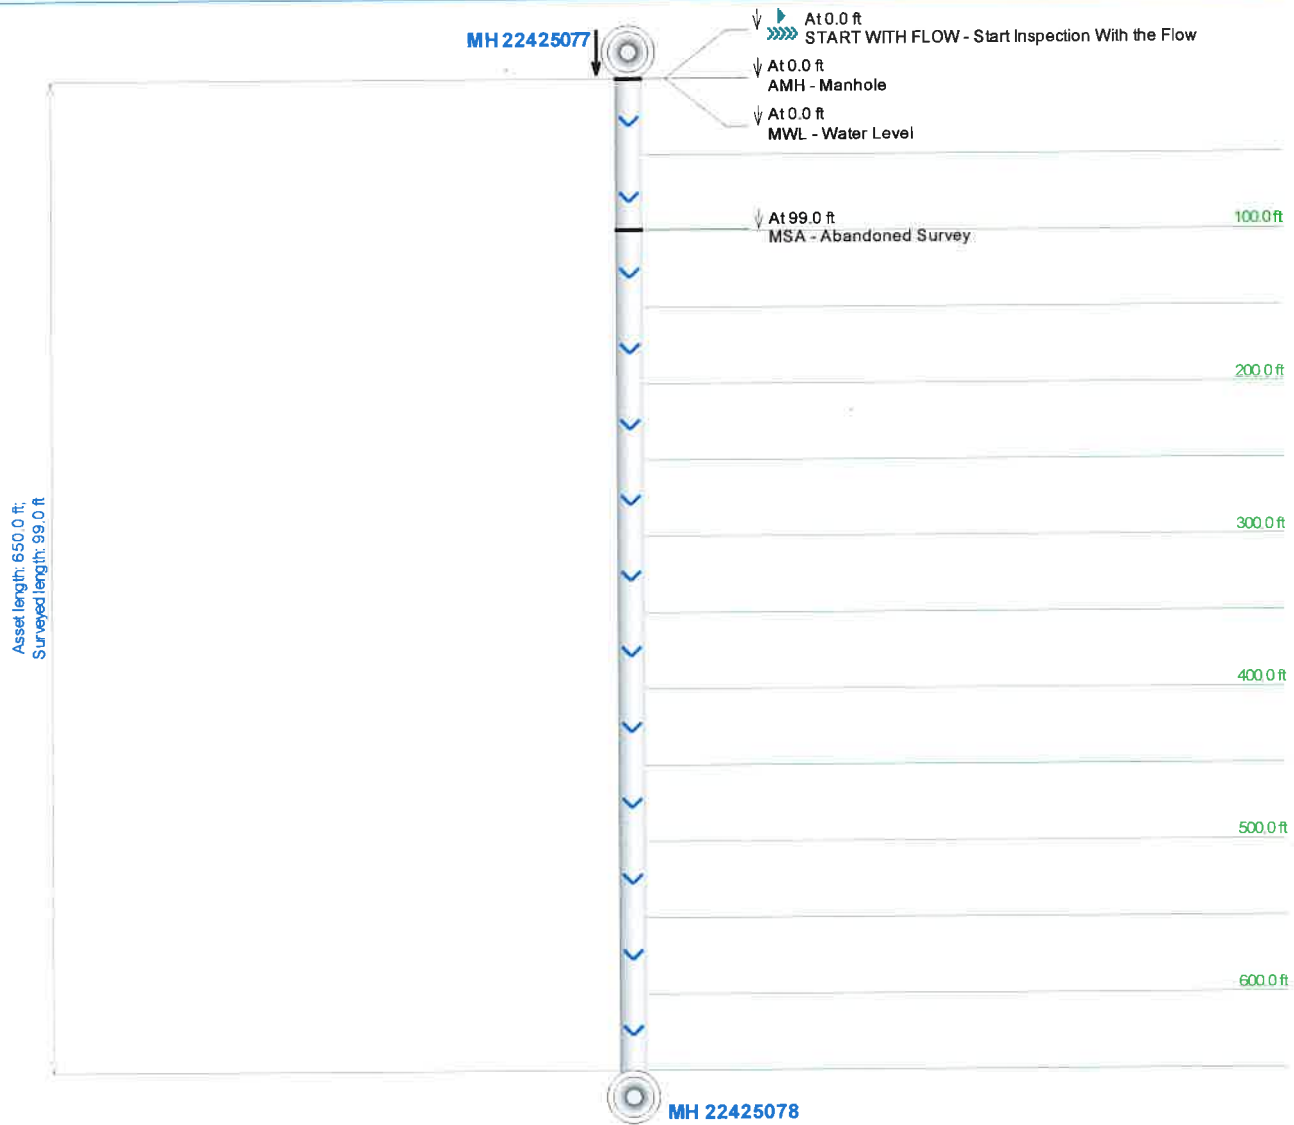 MH 22425077
At 0.0 ft
START WITH FLOW - Start Inspection With the Flow
At 0.0 ft
AMH - Manhole
At 0.0 ft
MWL - Water Level
At 99.0 ft
MSA - Abandoned Survey
100.0 ft
200.0 ft
300.0 ft
400.0 ft
500.0 ft
600.0 ft
Asset length: 650.0 ft;
Surveyed length: 99.0 ft
MH 22425078